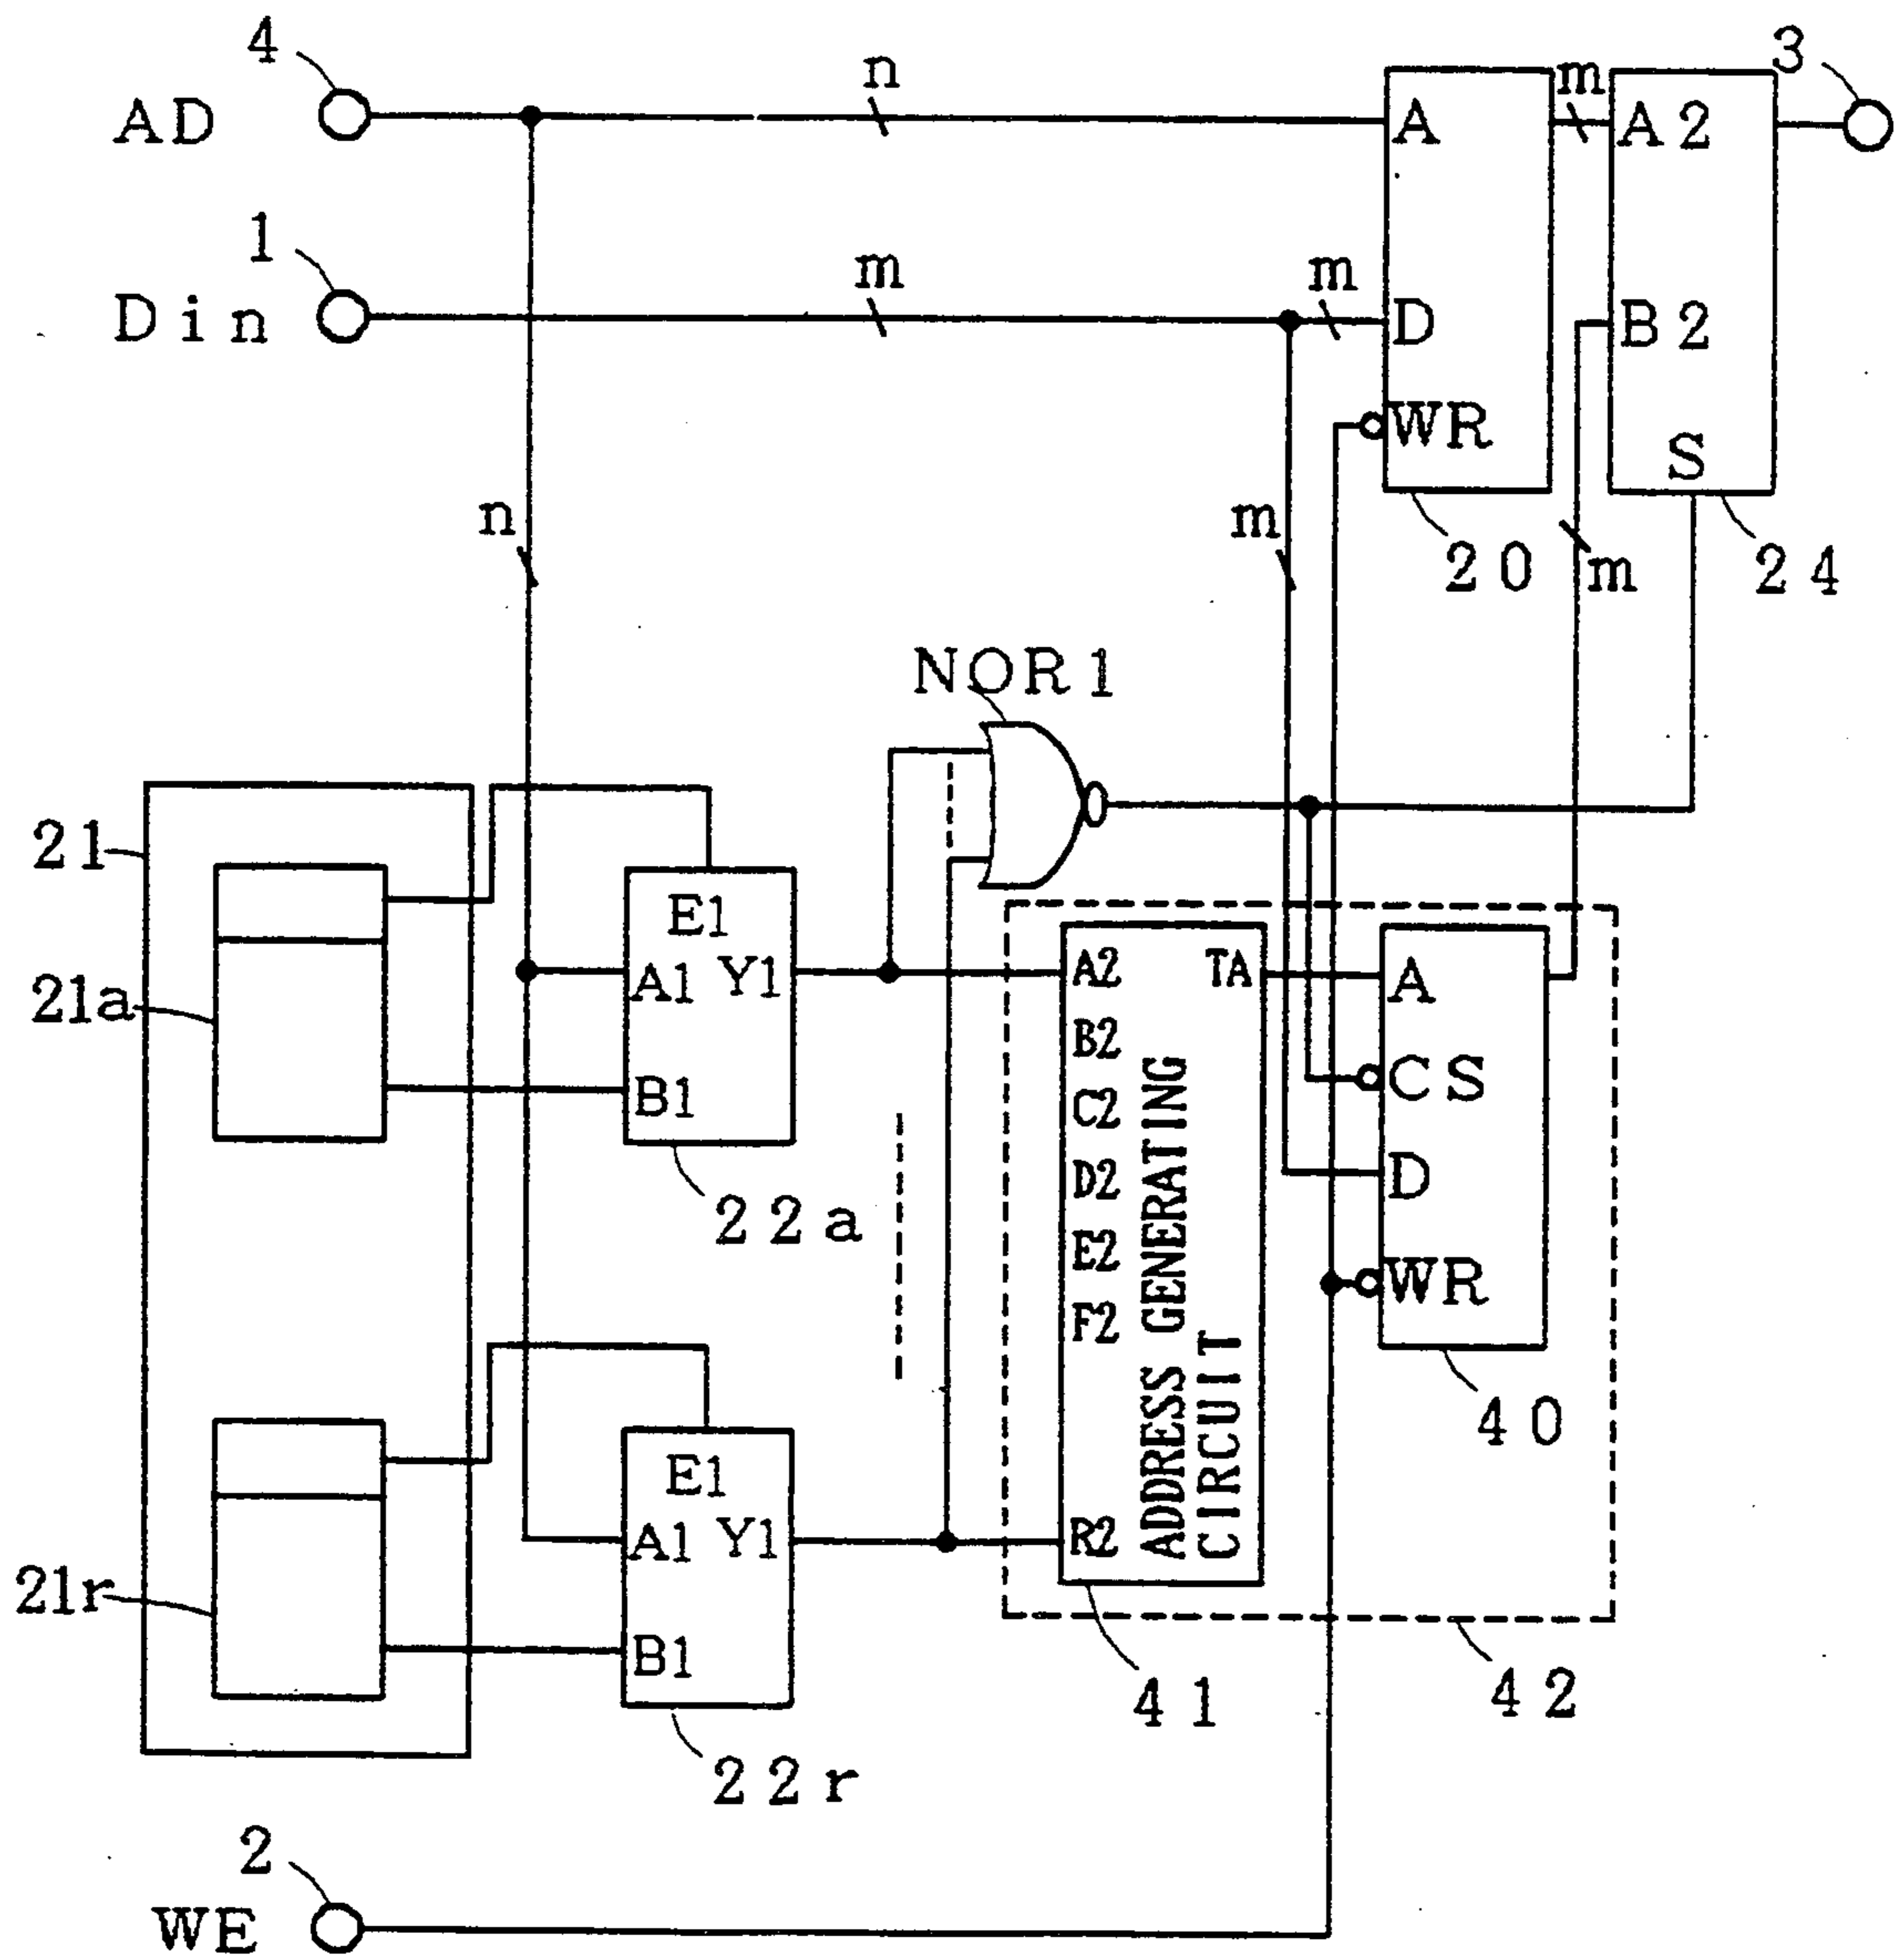 4
AD
n
A
m
A2
3
1
Din
m
m
D
B2
WR
S
n
m
20
m
24
NOR1
21
E1
A1 Y1
B1
21a
22a
A2 TA
B2
C2
D2
E2
F2
R2
ADDRESS GENERATING
CIRCUIT
A
CS
D
WR
40
E1
A1 Y1
B1
21r
22r
41
42
2
WE